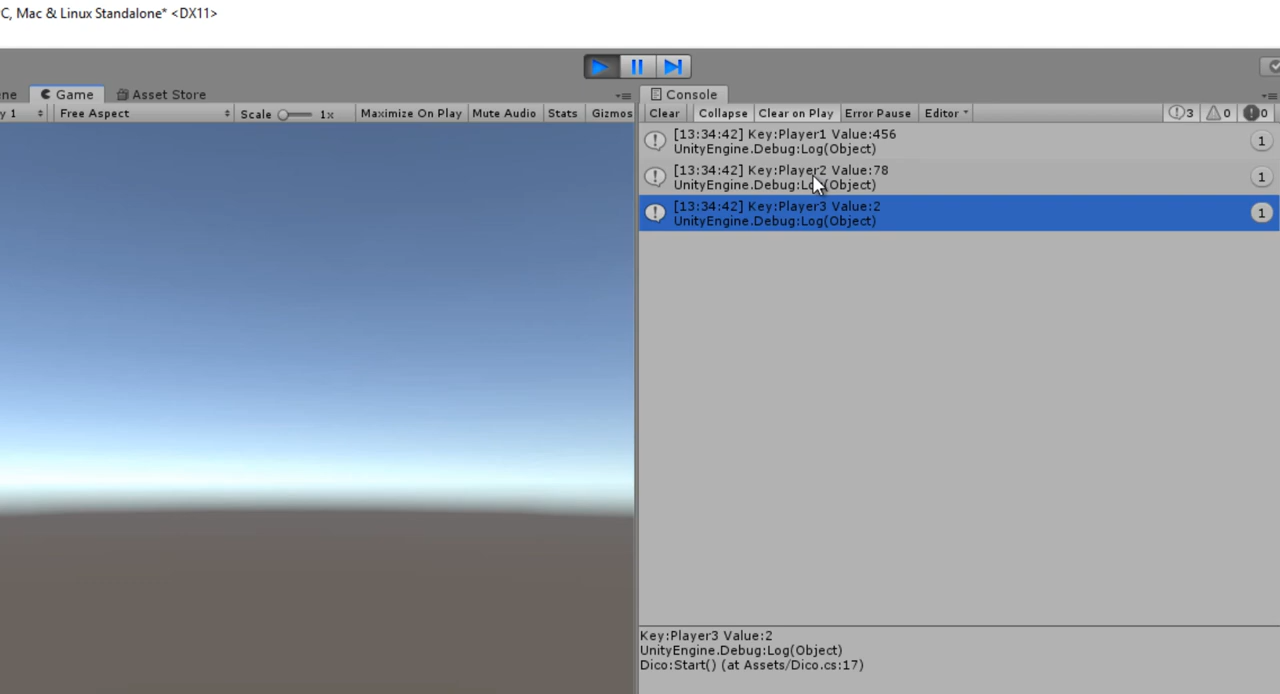 C, Mac & Linux Standalone* <DX11>
ne Game Asset Store Console
y 1 Free Aspect Scale 1x Maximize On Play Mute Audio Stats Gizmos Clear Collapse Clear on Play Error Pause Editor 3 0 0
[13:34:42] Key:Player1 Value:456
UnityEngine.Debug:Log(Object)
1
[13:34:42] Key:Player2 Value:78
UnityEngine.Debug:Log(Object)
1
[13:34:42] Key:Player3 Value:2
UnityEngine.Debug:Log(Object)
1
Key:Player3 Value:2
UnityEngine.Debug:Log(Object)
Dico:Start() (at Assets/Dico.cs:17)